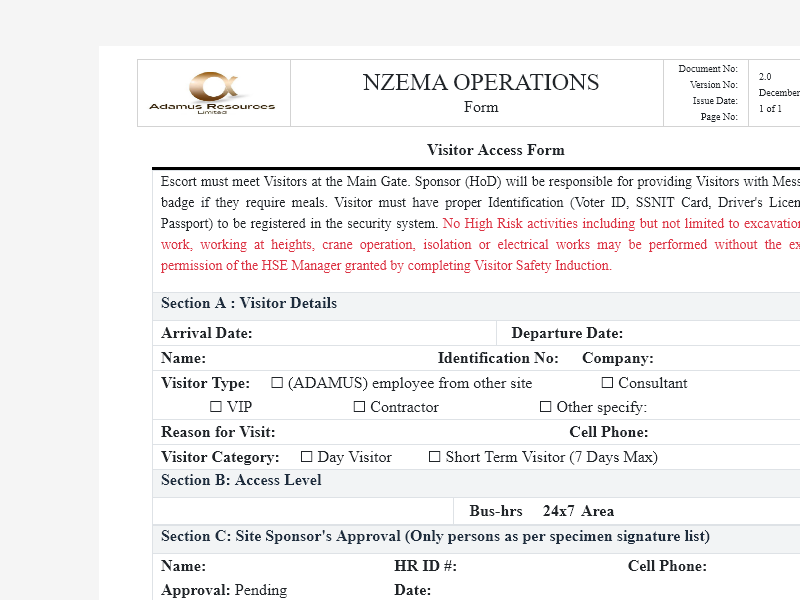 Adamus Resources
Limited
NZEMA OPERATIONS
Form
Document No:
Version No: 2.0
Issue Date: December
Page No: 1 of 1
Visitor Access Form
Escort must meet Visitors at the Main Gate. Sponsor (HoD) will be responsible for providing Visitors with
badge if they require meals. Visitor must have proper Identification (Voter ID, SSNIT Card, Driver's
Passport) to be registered in the security system. No High Risk activities including but not limited to
work, working at heights, crane operation, isolation or electrical works may be performed without the
permission of the HSE Manager granted by completing Visitor Safety Induction.
Section A : Visitor Details
Arrival Date: Departure Date:
Name: Identification No: Company:
Visitor Type: ☐ (ADAMUS) employee from other site ☐ Consultant
☐ VIP ☐ Contractor ☐ Other specify:
Reason for Visit: Cell Phone:
Visitor Category: ☐ Day Visitor ☐ Short Term Visitor (7 Days Max)
Section B: Access Level
Bus-hrs 24x7 Area
Section C: Site Sponsor's Approval (Only persons as per specimen signature list)
Name: HR ID #: Cell Phone:
Approval: Pending Date: